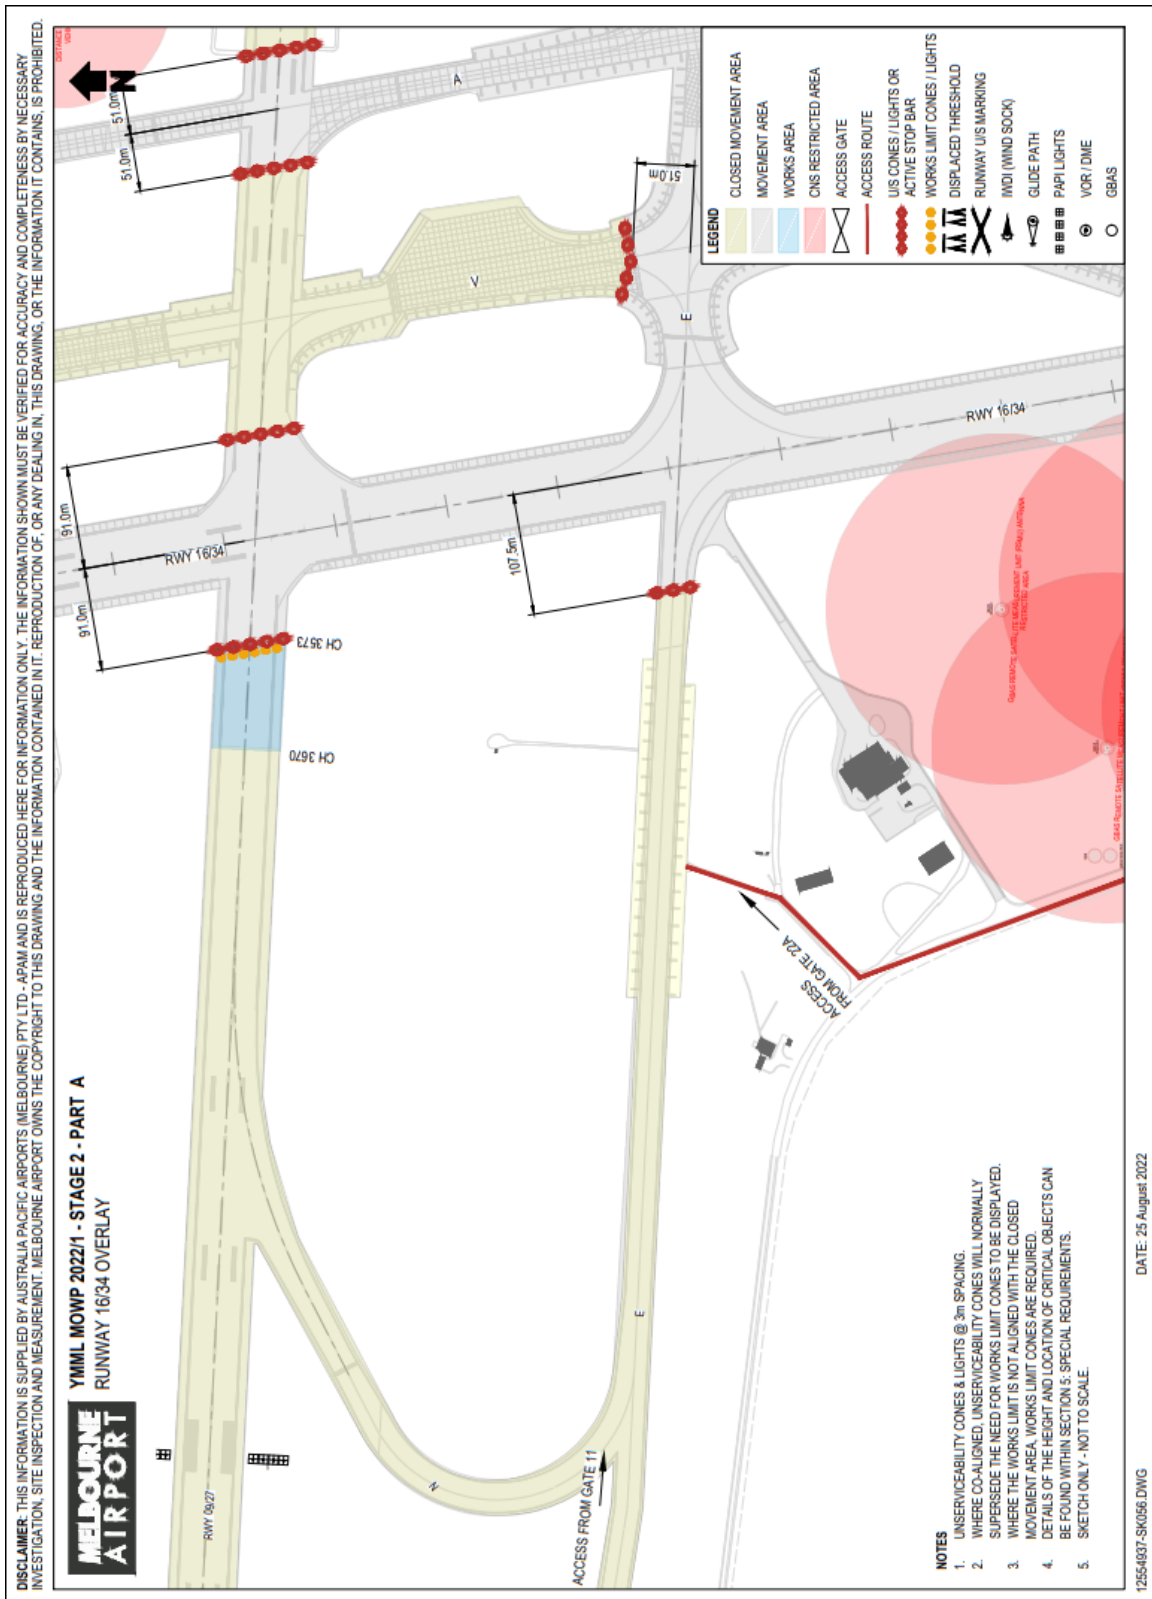 DISCLAIMER: THIS INFORMATION IS SUPPLIED BY AUSTRALIA PACIFIC AIRPORTS (MELBOURNE) PTY LTD - APAM AND IS REPRODUCED HERE FOR INFORMATION ONLY. THE INFORMATION SHOWN MUST BE VERIFIED FOR ACCURACY AND COMPLETENESS BY NECESSARY
INVESTIGATION, SITE INSPECTION AND MEASUREMENT. MELBOURNE AIRPORT OWNS THE COPYRIGHT TO THIS DRAWING AND THE INFORMATION CONTAINED IN IT. REPRODUCTION OF, OR ANY DEALING IN, THIS DRAWING, OR THE INFORMATION IT CONTAINS, IS PROHIBITED.
MELBOURNE
AIRPORT
YMML MOWP 2022/1 - STAGE 2 - PART A
RUNWAY 16/34 OVERLAY
N
51.0m
51.0m
91.0m
91.0m
RWY 16/34
CH 3573
CH 3670
RWY 09/27
A
V
51.0m
E
107.5m
RWY 16/34
N
E
ACCESS FROM GATE 11
ACCESS
FROM GATE 22A
GBAS REMOTE SATELLITE MEASUREMENT UNIT (RSMU) ANTENNA
RESTRICTED AREA
LEGEND
CLOSED MOVEMENT AREA
MOVEMENT AREA
WORKS AREA
CNS RESTRICTED AREA
ACCESS GATE
ACCESS ROUTE
U/S CONES / LIGHTS OR
ACTIVE STOP BAR
WORKS LIMIT CONES / LIGHTS
DISPLACED THRESHOLD
RUNWAY U/S MARKING
IWDI (WIND SOCK)
GLIDE PATH
PAPI LIGHTS
VOR / DME
GBAS
NOTES
1. UNSERVICEABILITY CONES & LIGHTS @ 3m SPACING.
2. WHERE CO-ALIGNED, UNSERVICEABILITY CONES WILL NORMALLY
SUPERSEDE THE NEED FOR WORKS LIMIT CONES TO BE DISPLAYED.
3. WHERE THE WORKS LIMIT IS NOT ALIGNED WITH THE CLOSED
MOVEMENT AREA, WORKS LIMIT CONES ARE REQUIRED.
4. DETAILS OF THE HEIGHT AND LOCATION OF CRITICAL OBJECTS CAN
BE FOUND WITHIN SECTION 5: SPECIAL REQUIREMENTS.
5. SKETCH ONLY - NOT TO SCALE.
12554937-SK056.DWG
DATE: 25 August 2022